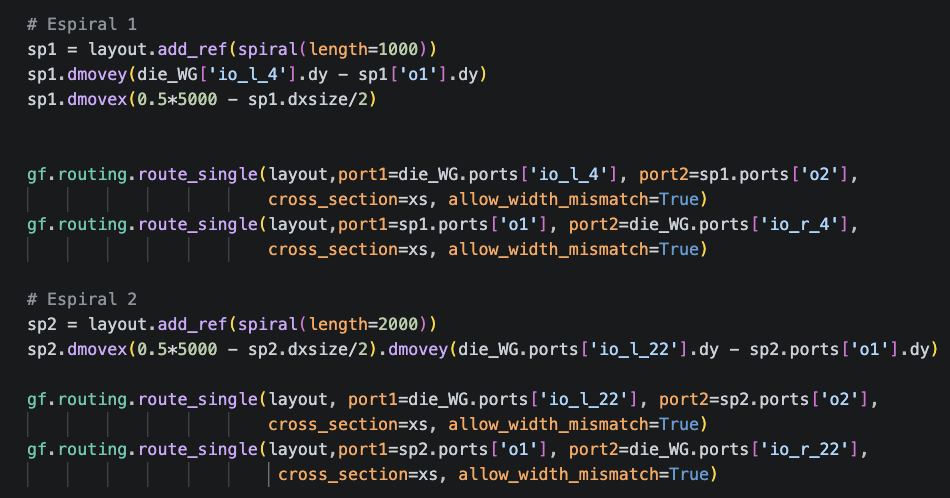 # Espiral 1
sp1 = layout.add_ref(spiral(length=1000))
sp1.dmovey(die_WG['io_l_4'].dy - sp1['o1'].dy)
sp1.dmovex(0.5*5000 - sp1.dxsize/2)
gf.routing.route_single(layout,port1=die_WG.ports['io_l_4'], port2=sp1.ports['o2'],
cross_section=xs, allow_width_mismatch=True)
gf.routing.route_single(layout,port1=sp1.ports['o1'], port2=die_WG.ports['io_r_4'],
cross_section=xs, allow_width_mismatch=True)
# Espiral 2
sp2 = layout.add_ref(spiral(length=2000))
sp2.dmovex(0.5*5000 - sp2.dxsize/2).dmovey(die_WG.ports['io_l_22'].dy - sp2.ports['o1'].dy)
gf.routing.route_single(layout, port1=die_WG.ports['io_l_22'], port2=sp2.ports['o2'],
cross_section=xs, allow_width_mismatch=True)
gf.routing.route_single(layout,port1=sp2.ports['o1'], port2=die_WG.ports['io_r_22'],
cross_section=xs, allow_width_mismatch=True)